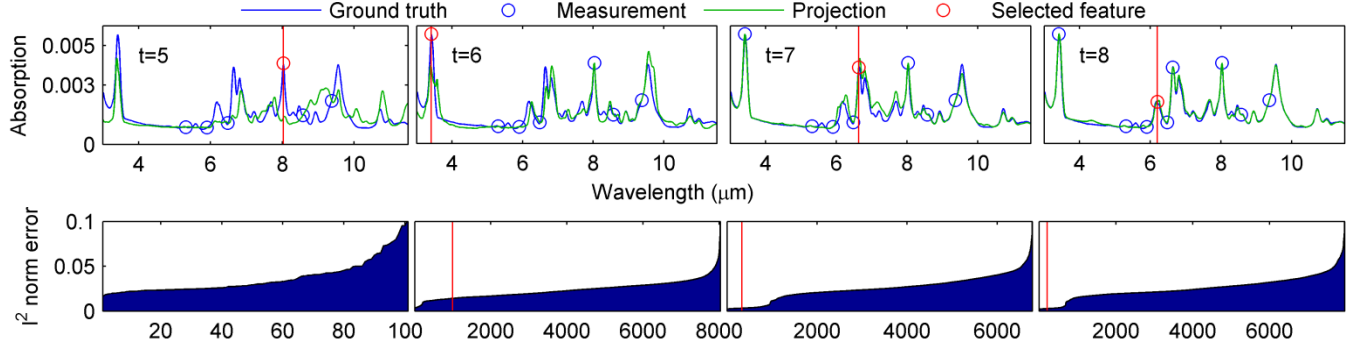 Ground truth Measurement Projection Selected feature
Absorption
0.005
0.003
0
t=5
t=6
t=7
t=8
4 6 8 10
4 6 8 10
4 6 8 10
4 6 8 10
Wavelength (μm)
l² norm error
0.1
0.05
0
20 40 60 80 100
2000 4000 6000 8000
2000 4000 6000
2000 4000 6000